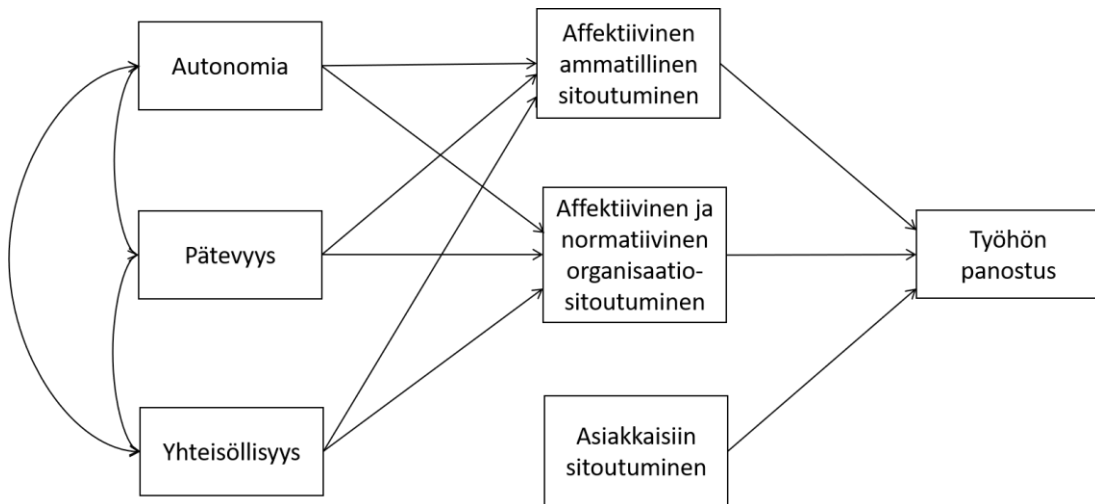 Autonomia
Affektiivinen
ammatillinen
sitoutuminen
Pätevyys
Affektiivinen ja
normatiivinen
organisaatio-
sitoutuminen
Työhön
panostus
Yhteisöllisyys
Asiakkaisiin
sitoutuminen